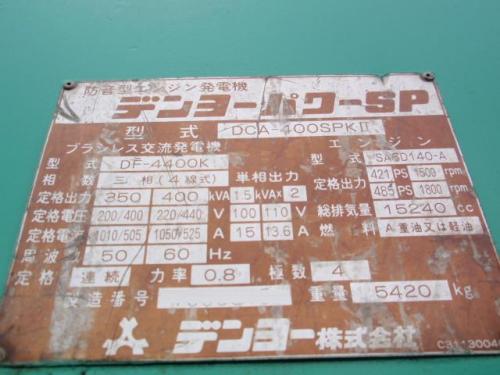 防音型エンジン発電機
デンヨーパワーSP
型式 DCA-400SPKⅡ
ブラシレス交流発電機 エンジン
型式 DF-4400K 型式 SA6D140-A
相数 三相(4線式) 単相出力 定格出力 421 PS 1500 rpm
定格出力 350 400 kVA 1.5 kVA× 2 485 PS 1800 rpm
定格電圧 200/400 220/440 V 100 110 V 総排気量 15240 cc
定格電流 1010/505 1050/525 A 15 13.6 A 燃料 A重油又は軽油
周波数 50 60 Hz
定格 連続 力率 0.8 極数 4
製造番号 重量 5420 kg
デンヨー株式会社